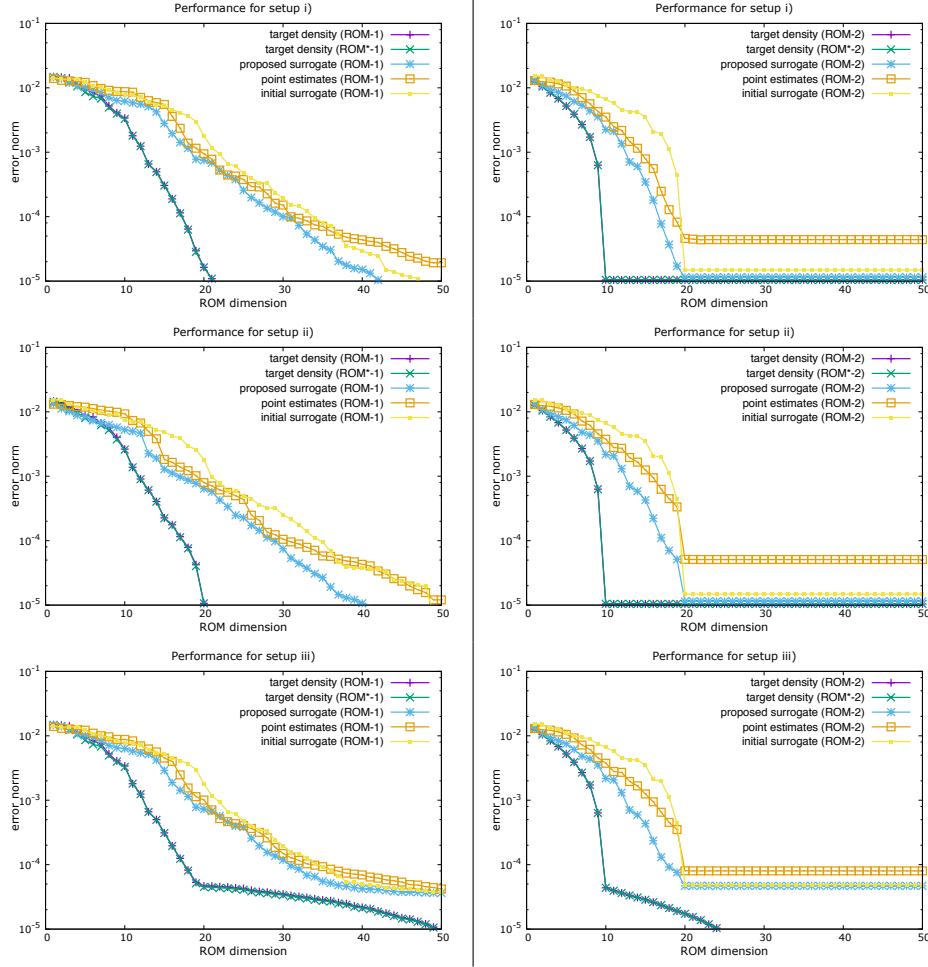 Performance for setup i)
error norm
10^-1
10^-2
10^-3
10^-4
10^-5
0
10
20
30
40
50
ROM dimension
target density (ROM-1)
target density (ROM*-1)
proposed surrogate (ROM-1)
point estimates (ROM-1)
initial surrogate (ROM-1)
Performance for setup i)
error norm
10^-1
10^-2
10^-3
10^-4
10^-5
0
10
20
30
40
50
ROM dimension
target density (ROM-2)
target density (ROM*-2)
proposed surrogate (ROM-2)
point estimates (ROM-2)
initial surrogate (ROM-2)
Performance for setup ii)
error norm
10^-1
10^-2
10^-3
10^-4
10^-5
0
10
20
30
40
50
ROM dimension
target density (ROM-1)
target density (ROM*-1)
proposed surrogate (ROM-1)
point estimates (ROM-1)
initial surrogate (ROM-1)
Performance for setup ii)
error norm
10^-1
10^-2
10^-3
10^-4
10^-5
0
10
20
30
40
50
ROM dimension
target density (ROM-2)
target density (ROM*-2)
proposed surrogate (ROM-2)
point estimates (ROM-2)
initial surrogate (ROM-2)
Performance for setup iii)
error norm
10^-1
10^-2
10^-3
10^-4
10^-5
0
10
20
30
40
50
ROM dimension
target density (ROM-1)
target density (ROM*-1)
proposed surrogate (ROM-1)
point estimates (ROM-1)
initial surrogate (ROM-1)
Performance for setup iii)
error norm
10^-1
10^-2
10^-3
10^-4
10^-5
0
10
20
30
40
50
ROM dimension
target density (ROM-2)
target density (ROM*-2)
proposed surrogate (ROM-2)
point estimates (ROM-2)
initial surrogate (ROM-2)